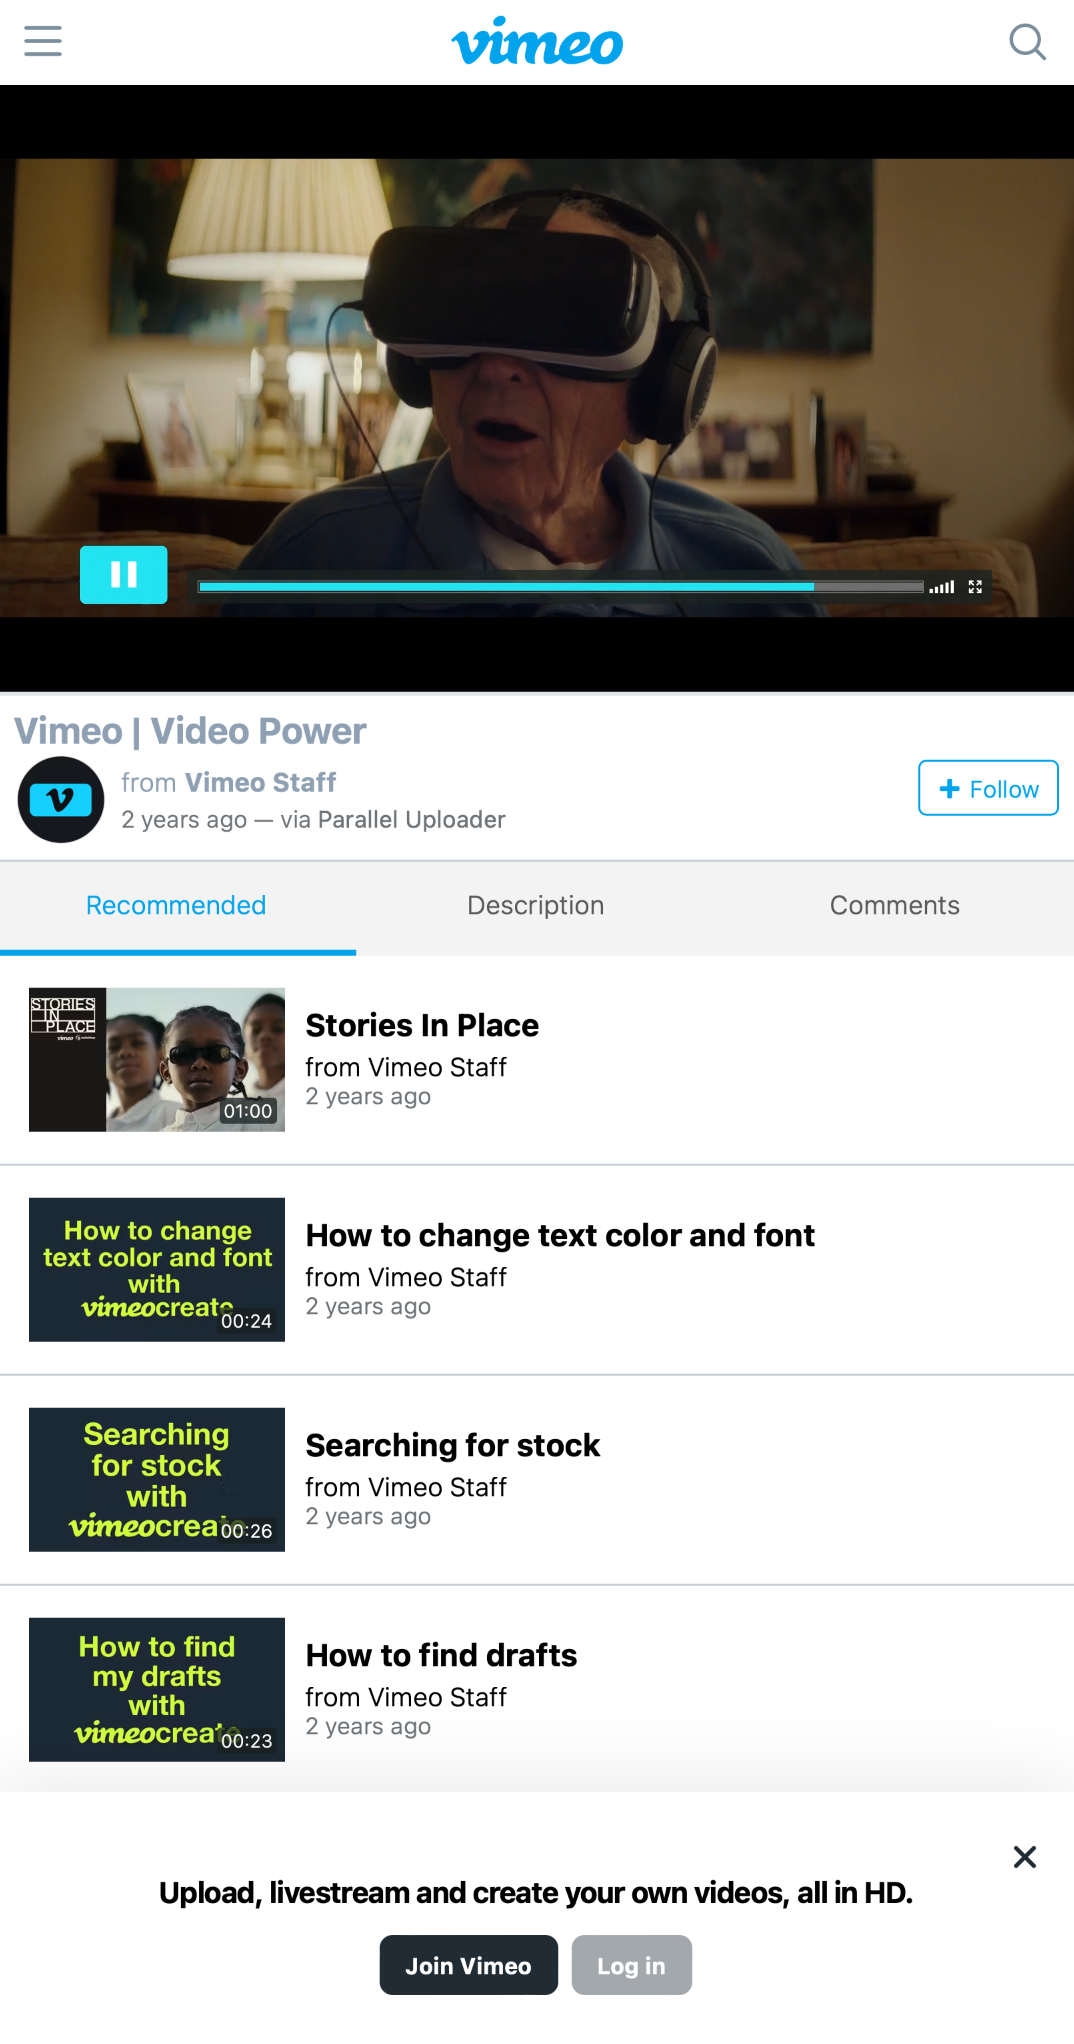 vimeo
Vimeo | Video Power
from Vimeo Staff
2 years ago — via Parallel Uploader
Follow
Recommended
Description
Comments
STORIES
IN
PLACE
vimeo
01:00
Stories In Place
from Vimeo Staff
2 years ago
How to change
text color and font
with
vimeocreate
00:24
How to change text color and font
from Vimeo Staff
2 years ago
Searching
for stock
with
vimeocreate
00:26
Searching for stock
from Vimeo Staff
2 years ago
How to find
my drafts
with
vimeocreate
00:23
How to find drafts
from Vimeo Staff
2 years ago
Upload, livestream and create your own videos, all in HD.
Join Vimeo
Log in